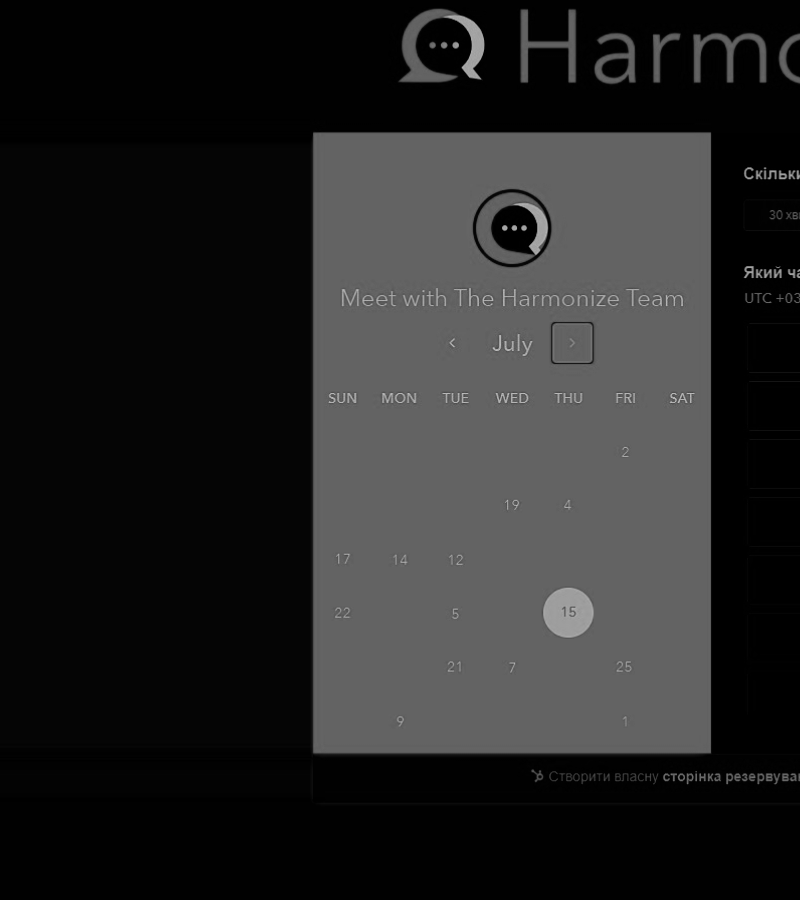 Harmo
Meet with The Harmonize Team
July
SUN MON TUE WED THU FRI SAT
2
19 4
17 14 12
22 5 15
21 7 25
9 1
Скільки
30 хви
Який ча
UTC +03
Створити власну сторінка резервува